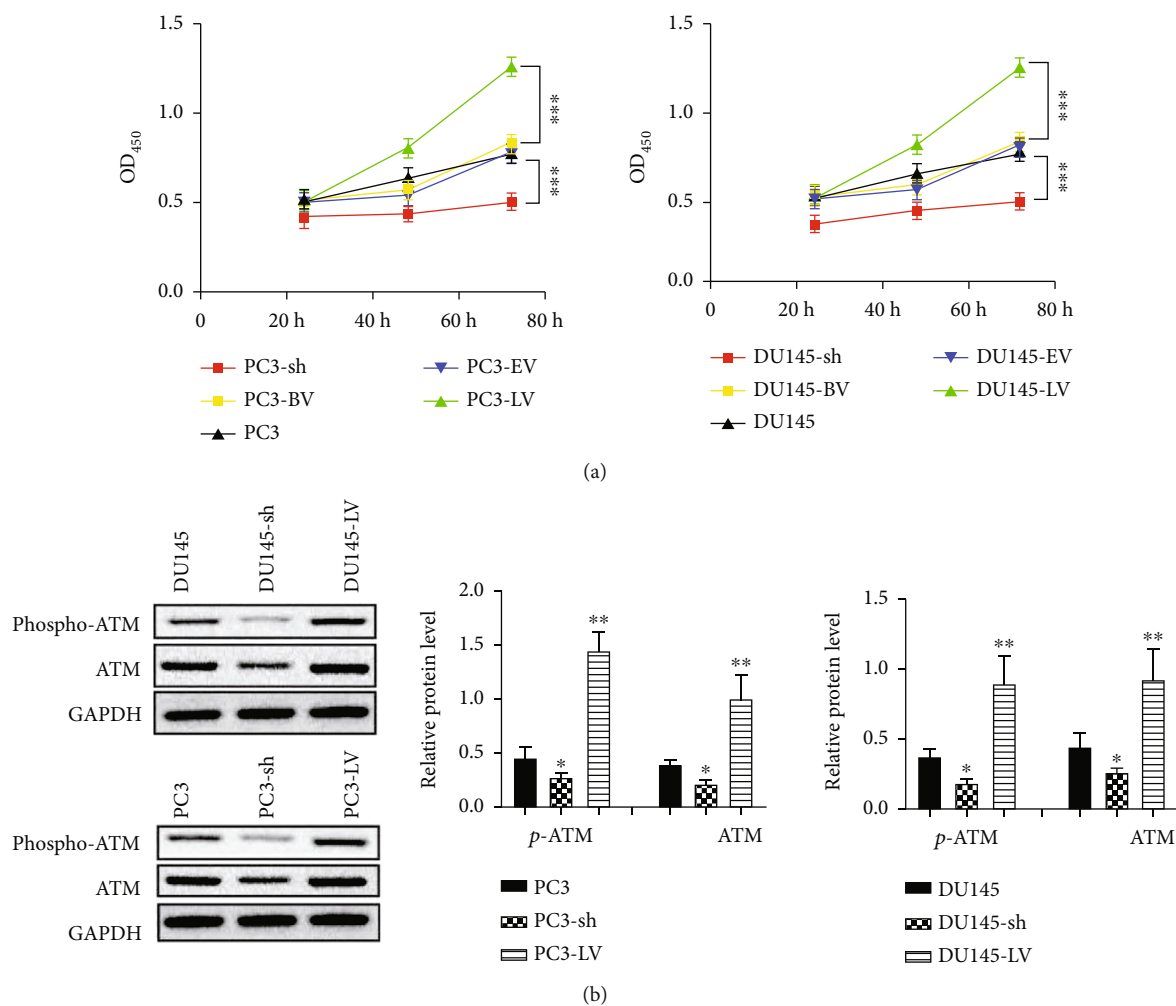 1.5
1.0
0.5
0.0
OD450
0
20 h
40 h
60 h
80 h
***
***
PC3-sh
PC3-EV
PC3-BV
PC3-LV
PC3
1.5
1.0
0.5
0.0
OD450
0
20 h
40 h
60 h
80 h
***
***
DU145-sh
DU145-EV
DU145-BV
DU145-LV
DU145
(a)
DU145
DU145-sh
DU145-LV
Phospho-ATM
ATM
GAPDH
PC3
PC3-sh
PC3-LV
Phospho-ATM
ATM
GAPDH
Relative protein level
2.0
1.5
1.0
0.5
0.0
*
**
*
**
p-ATM
ATM
PC3
PC3-sh
PC3-LV
Relative protein level
1.5
1.0
0.5
0.0
*
**
*
**
p-ATM
ATM
DU145
DU145-sh
DU145-LV
(b)